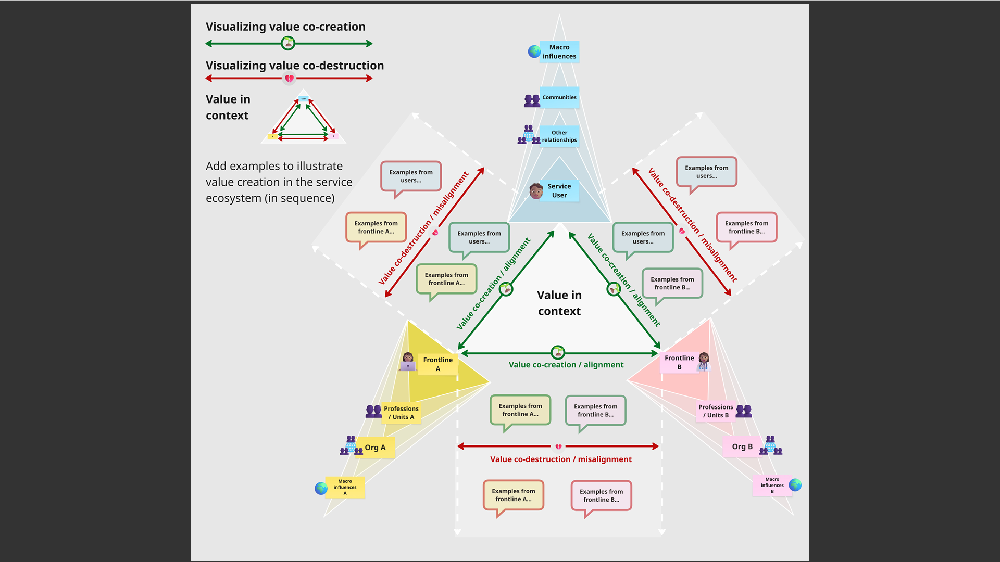 Visualizing value co-creation
Visualizing value co-destruction
Value in
context
User
A
B
Add examples to illustrate
value creation in the service
ecosystem (in sequence)
Macro
influences
Communities
Other
relationships
Service
User
Examples from
users...
Examples from
frontline A...
Value co-destruction / misalignment
Examples from
users...
Examples from
frontline A...
Value co-creation / alignment
Examples from
users...
Examples from
frontline B...
Value co-destruction / misalignment
Examples from
users...
Examples from
frontline B...
Value co-creation / alignment
Value in
context
Value co-creation / alignment
Frontline
A
Professions
/ Units A
Org A
Macro
influences
A
Frontline
B
Professions
/ Units B
Org B
Macro
influences
B
Examples from
frontline A...
Examples from
frontline B...
Value co-destruction / misalignment
Examples from
frontline A...
Examples from
frontline B...